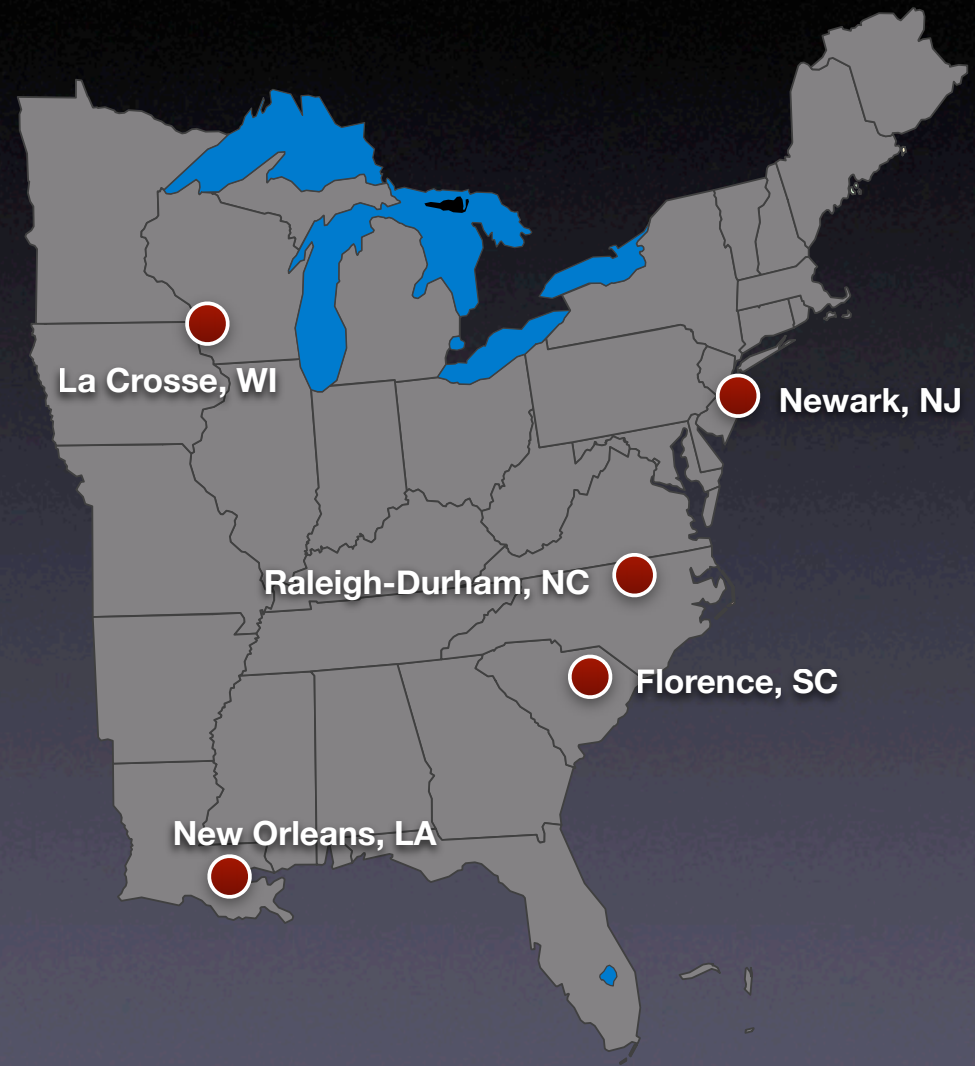 La Crosse, WI
Newark, NJ
Raleigh-Durham, NC
Florence, SC
New Orleans, LA